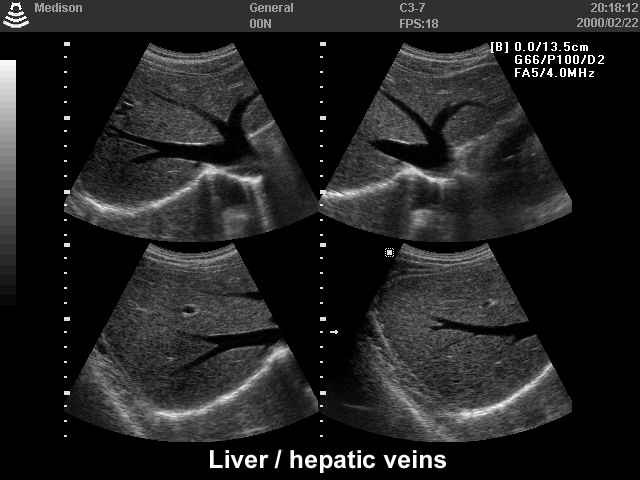 Medison General C3-7 20:18:12
00N FPS:18 2000/02/22
[B] 0.0/13.5cm
G66/P100/D2
FA5/4.0MHz
Liver / hepatic veins